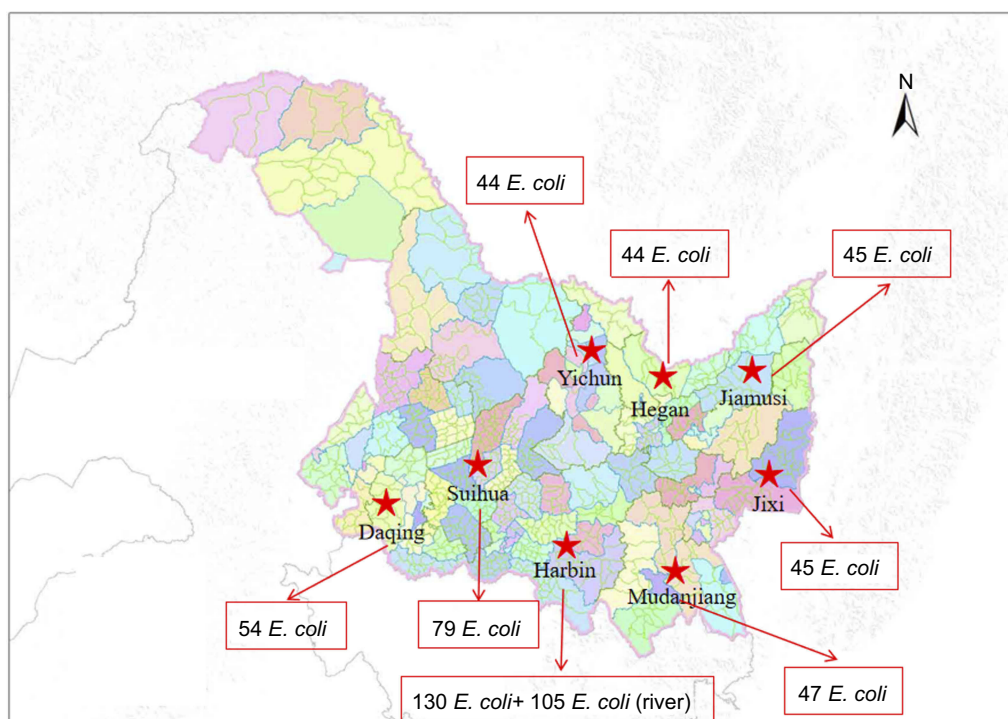 N
44 E. coli
44 E. coli
45 E. coli
Yichun
Hegan
Jiamusi
Suihua
Jixi
Daqing
Harbin
Mudanjiang
45 E. coli
54 E. coli
79 E. coli
47 E. coli
130 E. coli+ 105 E. coli (river)